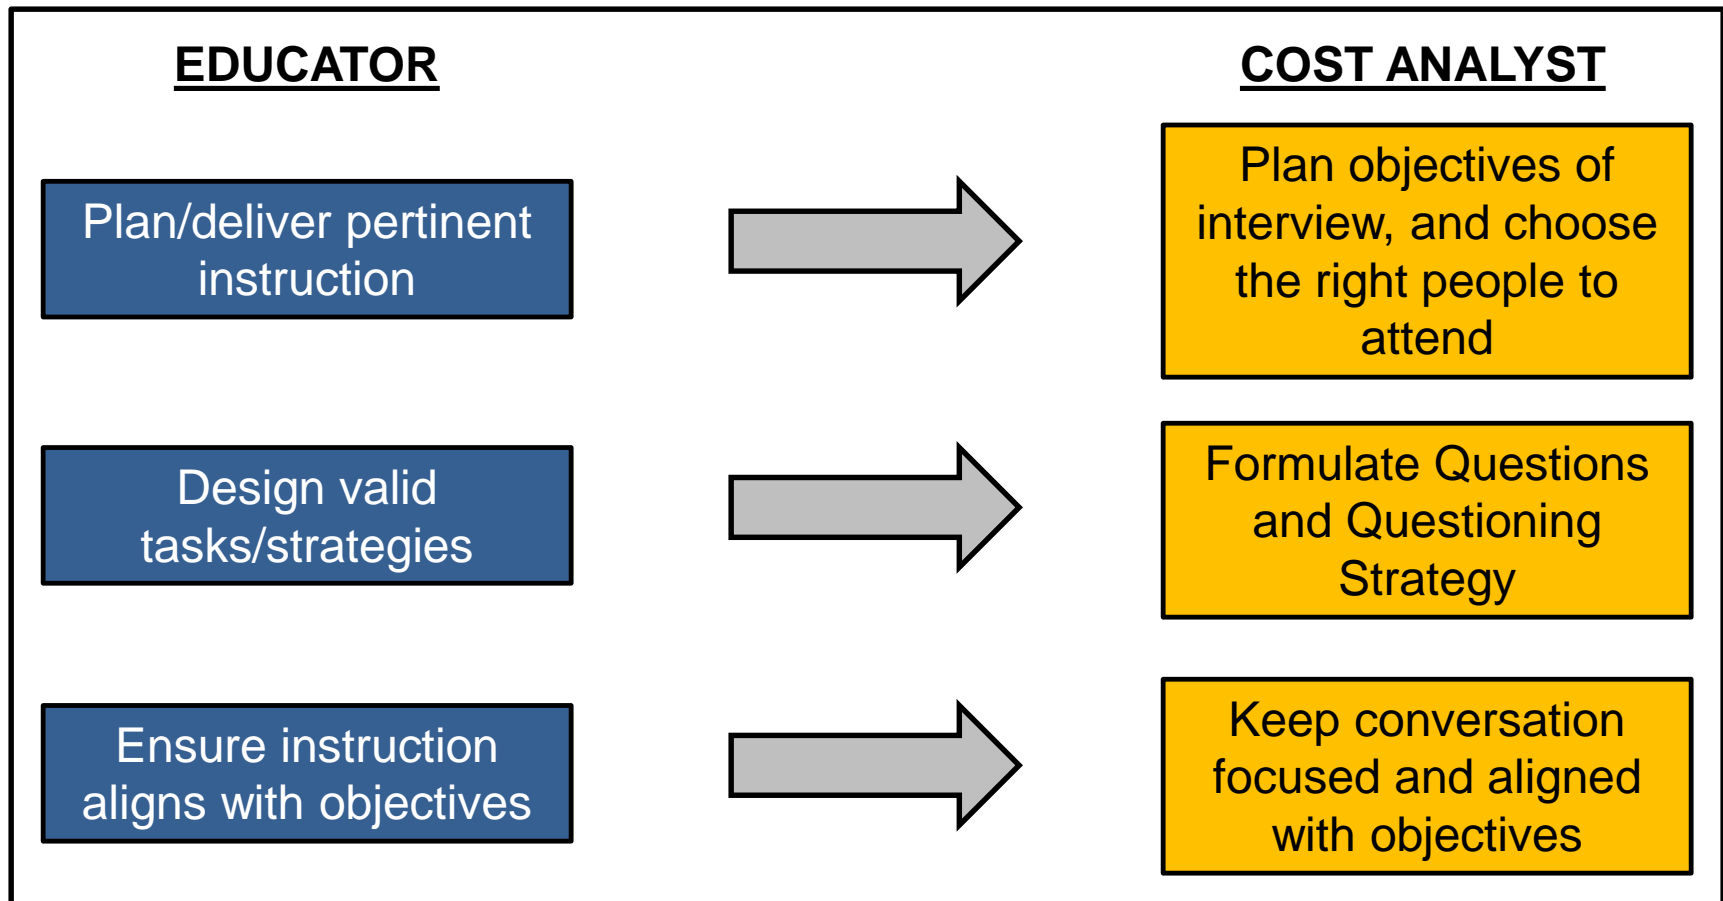 EDUCATOR
COST ANALYST
Plan/deliver pertinent
instruction
Plan objectives of
interview, and choose
the right people to
attend
Design valid
tasks/strategies
Formulate Questions
and Questioning
Strategy
Ensure instruction
aligns with objectives
Keep conversation
focused and aligned
with objectives